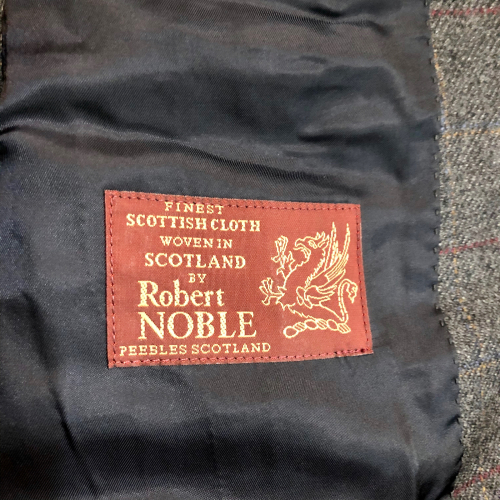 FINEST
SCOTTISH CLOTH
WOVEN IN
SCOTLAND
BY
Robert
NOBLE
PEEBLES SCOTLAND